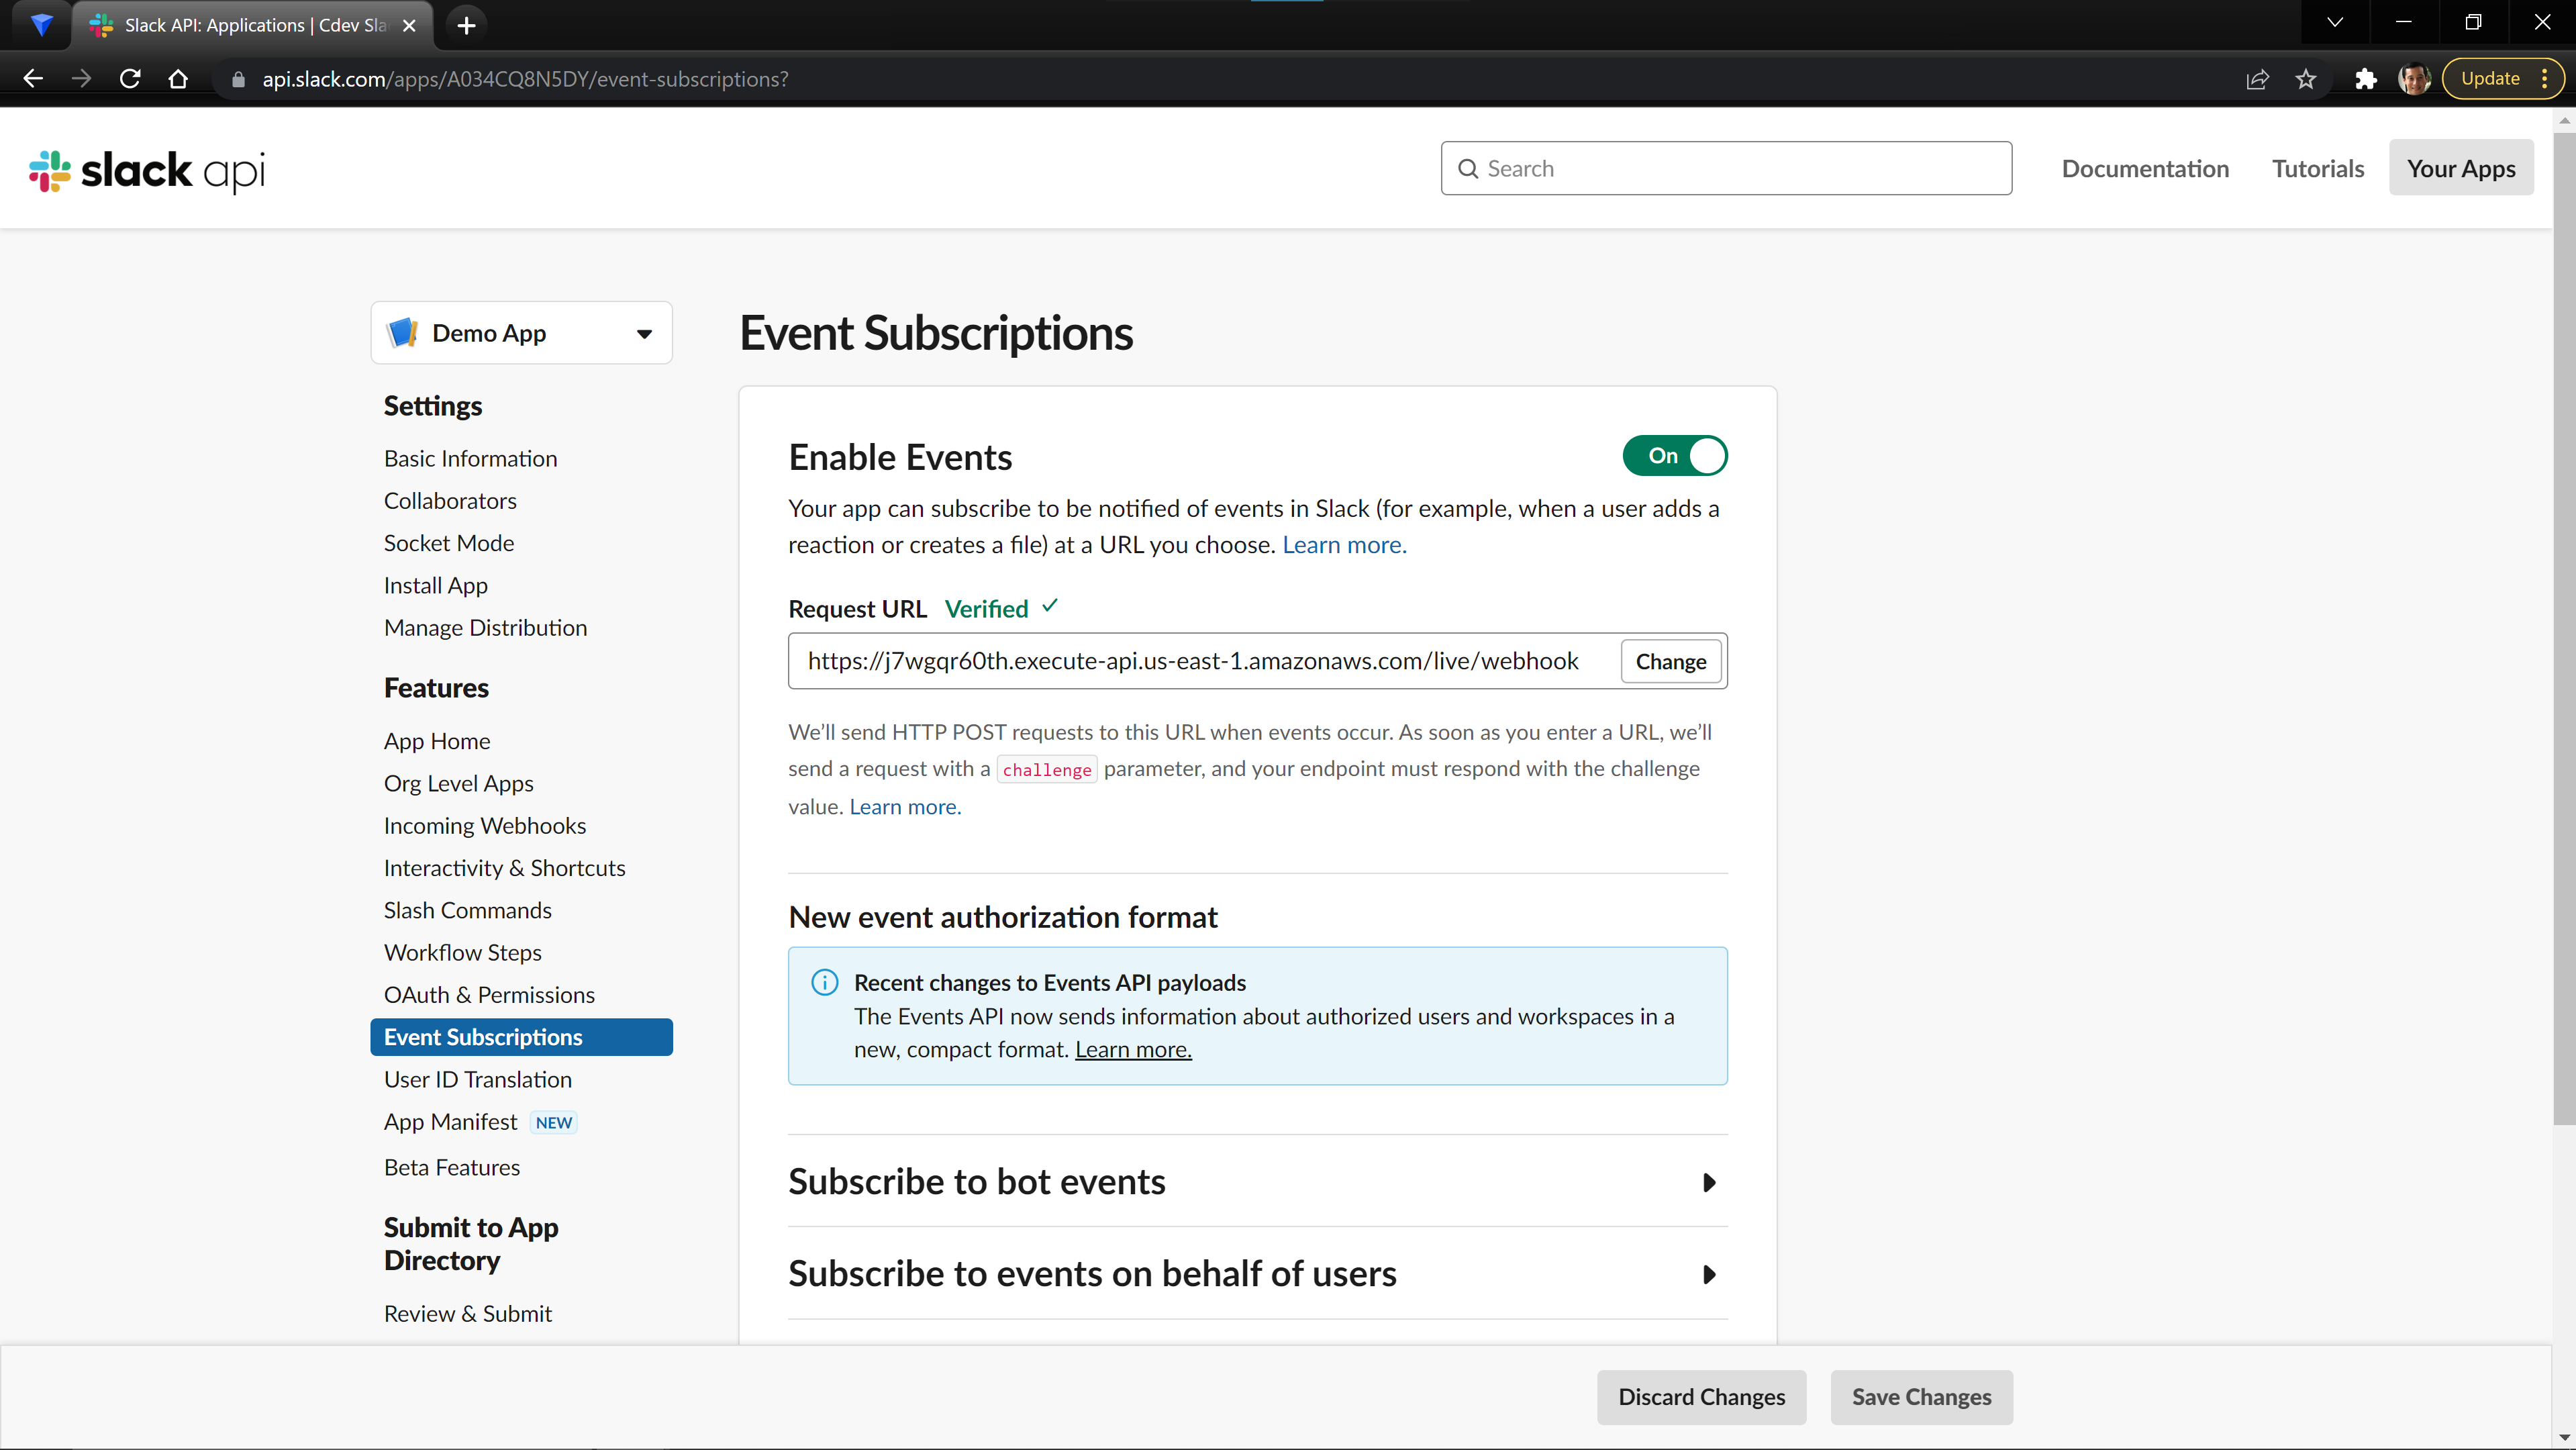 Slack API: Applications | Cdev Sla
api.slack.com/apps/A034CQ8N5DY/event-subscriptions?
Update
slack api
Search
Documentation
Tutorials
Your Apps
Demo App
Settings
Basic Information
Collaborators
Socket Mode
Install App
Manage Distribution
Features
App Home
Org Level Apps
Incoming Webhooks
Interactivity & Shortcuts
Slash Commands
Workflow Steps
OAuth & Permissions
Event Subscriptions
User ID Translation
App Manifest NEW
Beta Features
Submit to App
Directory
Review & Submit
Event Subscriptions
Enable Events
On
Your app can subscribe to be notified of events in Slack (for example, when a user adds a
reaction or creates a file) at a URL you choose. Learn more.
Request URL Verified
https://j7wgqr60th.execute-api.us-east-1.amazonaws.com/live/webhook
Change
We’ll send HTTP POST requests to this URL when events occur. As soon as you enter a URL, we’ll
send a request with a challenge parameter, and your endpoint must respond with the challenge
value. Learn more.
New event authorization format
Recent changes to Events API payloads
The Events API now sends information about authorized users and workspaces in a
new, compact format. Learn more.
Subscribe to bot events
Subscribe to events on behalf of users
Discard Changes
Save Changes